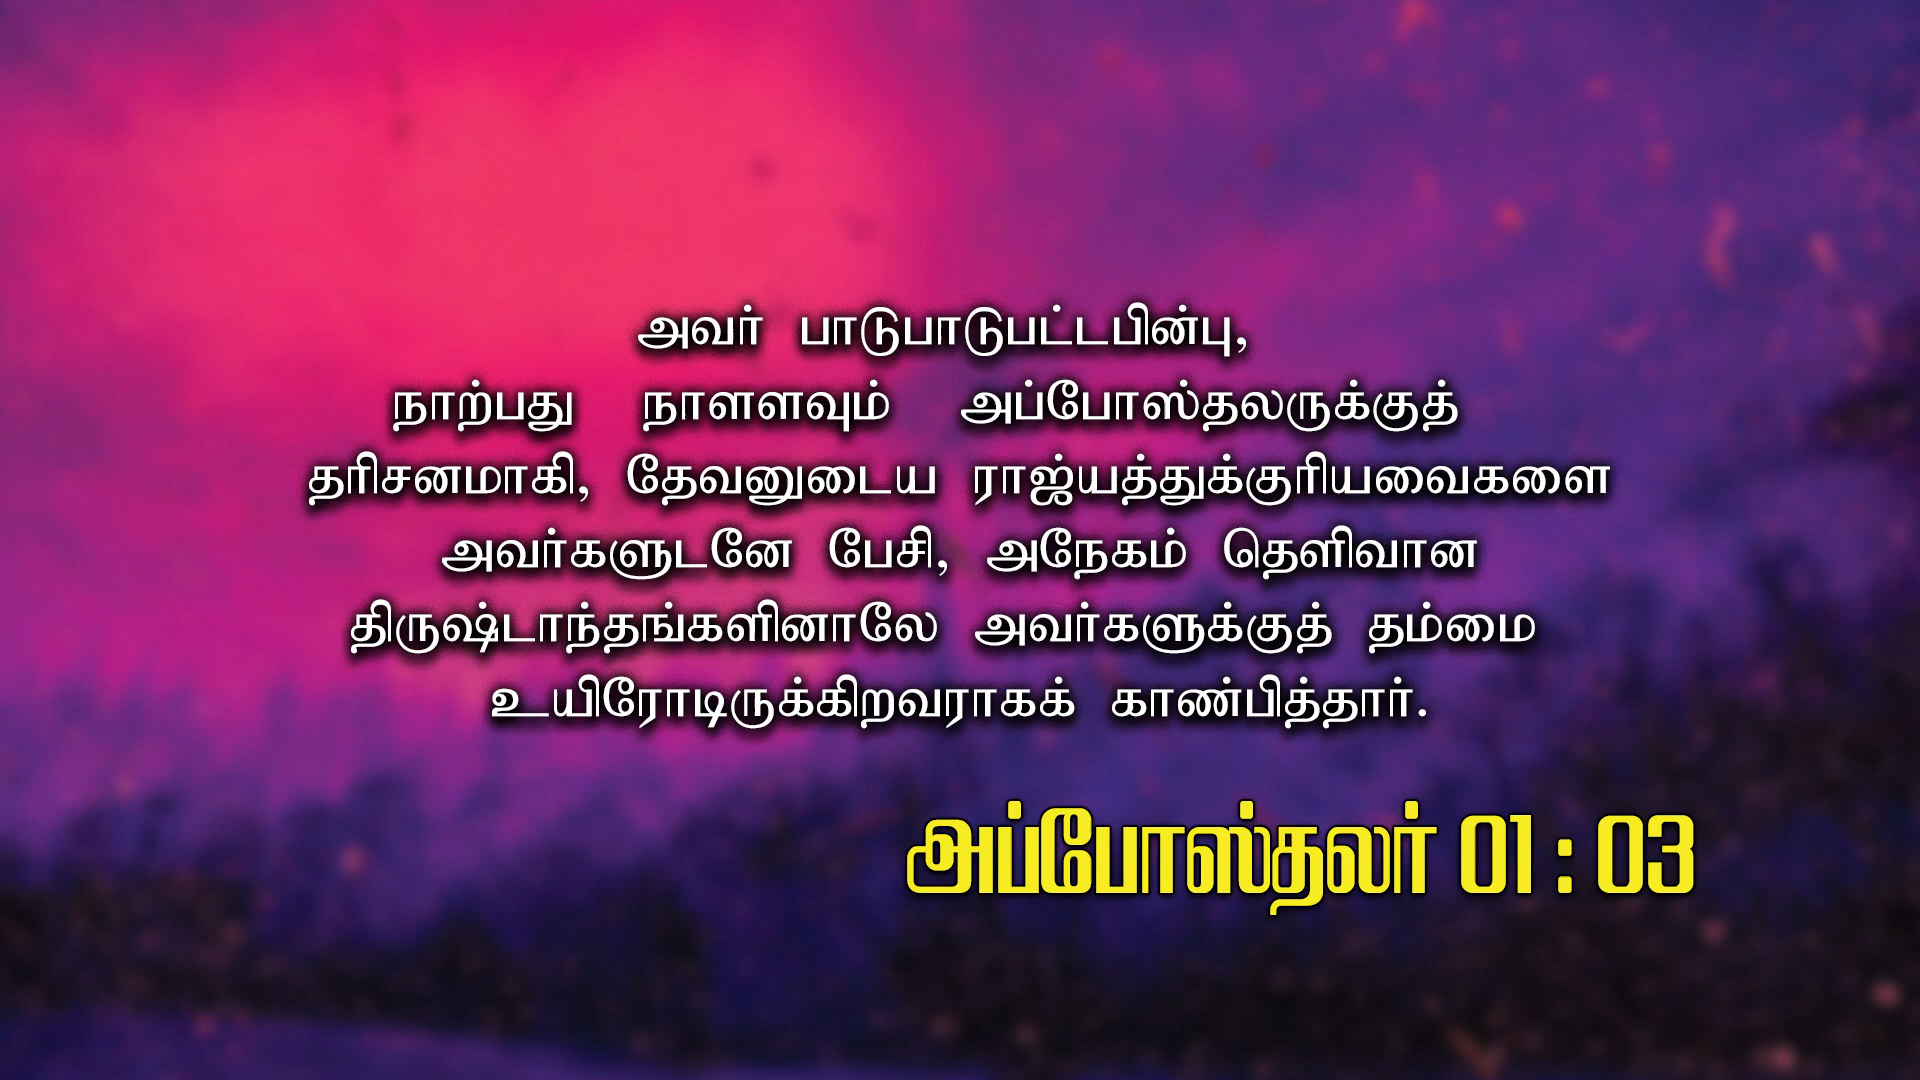 அவர் பாடுபாடுபட்டபின்பு,
நாற்பது நாளளவும் அப்போஸ்தலருக்குத்
தரிசனமாகி, தேவனுடைய ராஜ்யத்துக்குரியவைகளை
அவர்களுடனே பேசி, அநேகம் தெளிவான
திருஷ்டாந்தங்களினாலே அவர்களுக்குத் தம்மை
உயிரோடிருக்கிறவராகக் காண்பித்தார்.
அப்போஸ்தலர் 01 : 03